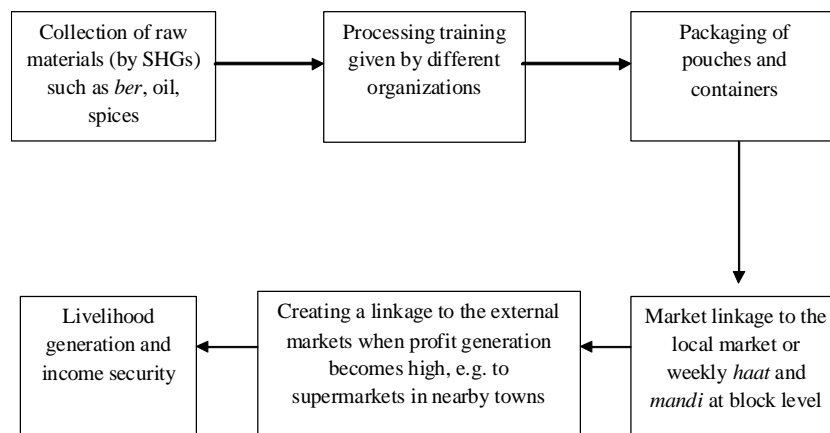 Collection of raw
materials (by SHGs)
such as ber, oil,
spices
Processing training
given by different
organizations
Packaging of
pouches and
containers
Market linkage to the
local market or
weekly haat and
mandi at block level
Creating a linkage to the external
markets when profit generation
becomes high, e.g. to
supermarkets in nearby towns
Livelihood
generation and
income security